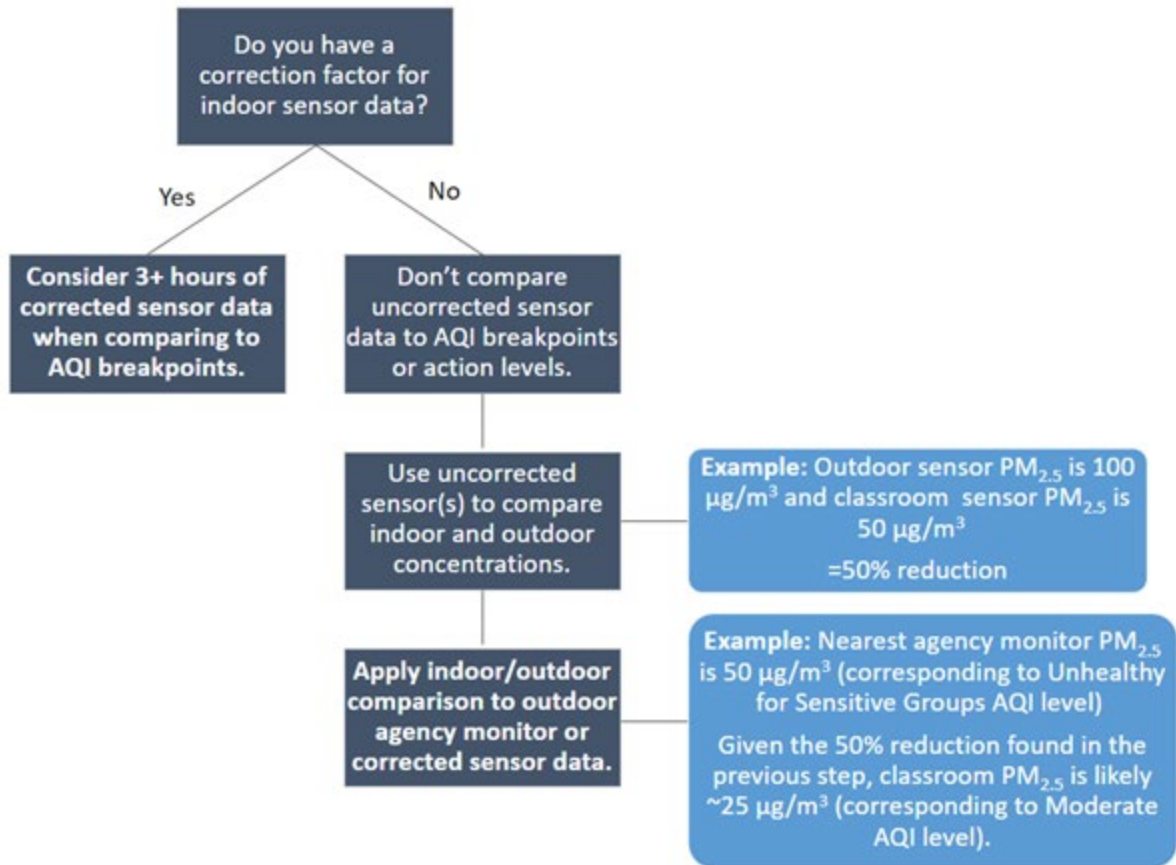 Do you have a
correction factor for
indoor sensor data?
Yes
No
Consider 3+ hours of
corrected sensor data
when comparing to
AQI breakpoints.
Don’t compare
uncorrected sensor
data to AQI breakpoints
or action levels.
Use uncorrected
sensor(s) to compare
indoor and outdoor
concentrations.
Example: Outdoor sensor PM2.5 is 100
µg/m³ and classroom sensor PM2.5 is
50 µg/m³
=50% reduction
Apply indoor/outdoor
comparison to outdoor
agency monitor or
corrected sensor data.
Example: Nearest agency monitor PM2.5
is 50 µg/m³ (corresponding to Unhealthy
for Sensitive Groups AQI level)
Given the 50% reduction found in the
previous step, classroom PM2.5 is likely
~25 µg/m³ (corresponding to Moderate
AQI level).